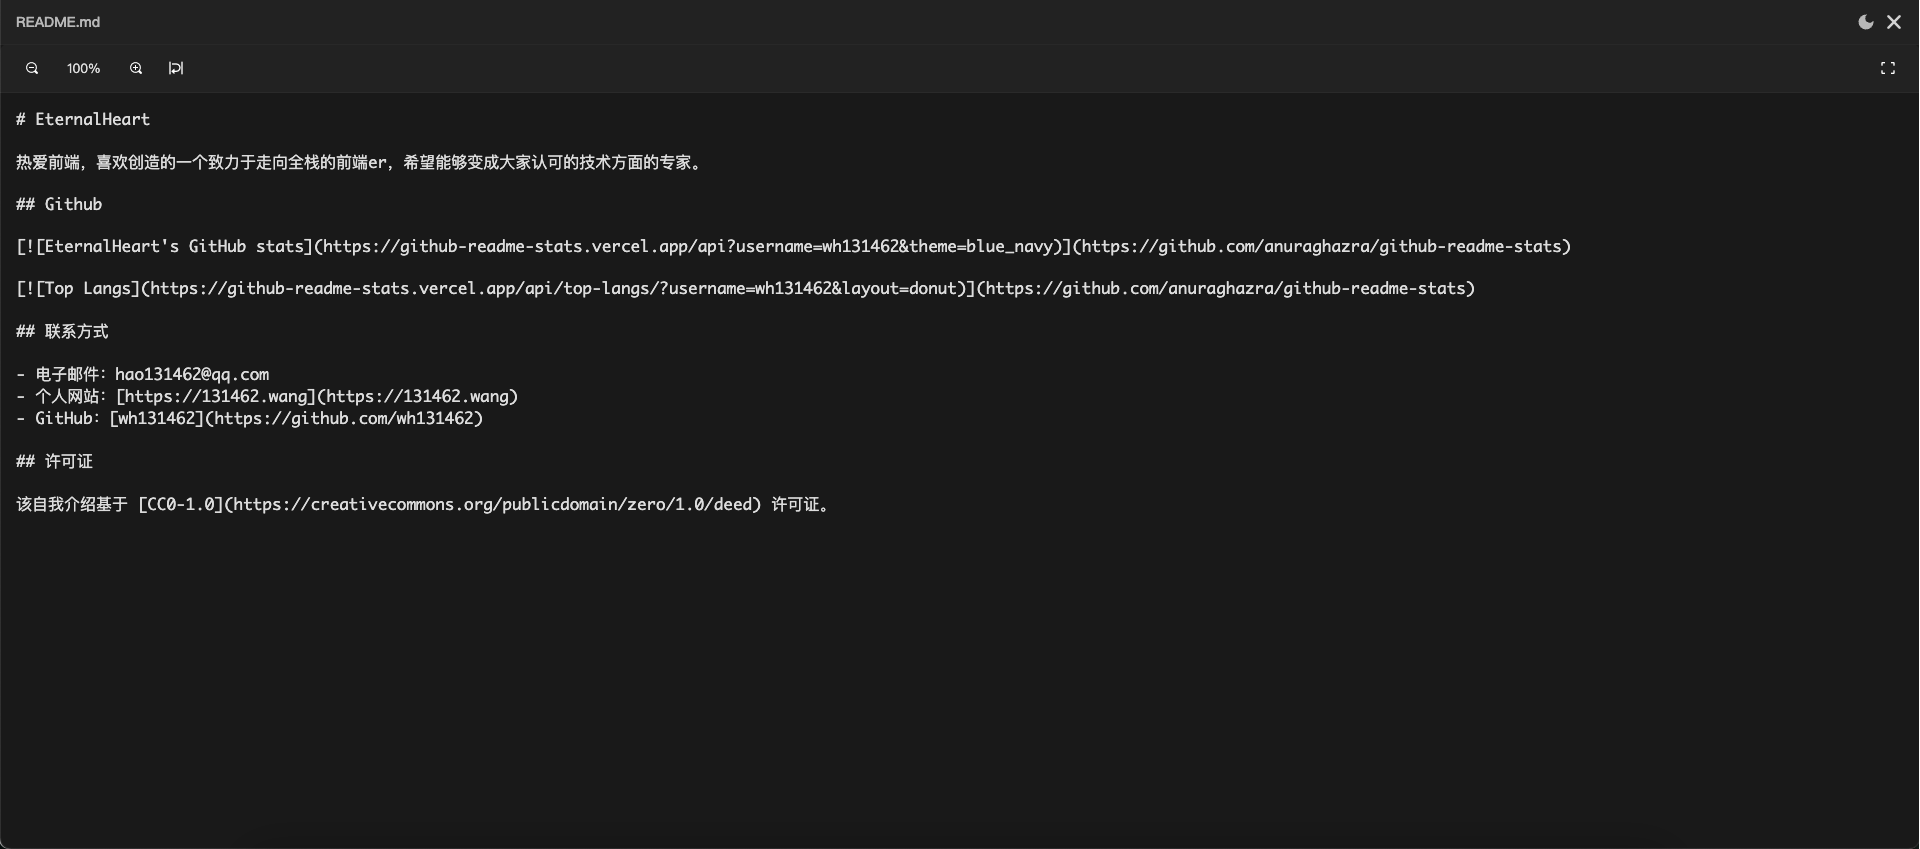 README.md
100%
# EternalHeart
热爱前端，喜欢创造的一个致力于走向全栈的前端er，希望能够变成大家认可的技术方面的专家。
## Github
[![EternalHeart's GitHub stats](https://github-readme-stats.vercel.app/api?username=wh131462&theme=blue_navy)](https://github.com/anuraghazra/github-readme-stats)
[![Top Langs](https://github-readme-stats.vercel.app/api/top-langs/?username=wh131462&layout=donut)](https://github.com/anuraghazra/github-readme-stats)
## 联系方式
- 电子邮件：hao131462@qq.com
- 个人网站：[https://131462.wang](https://131462.wang)
- GitHub：[wh131462](https://github.com/wh131462)
## 许可证
该自我介绍基于 [CC0-1.0](https://creativecommons.org/publicdomain/zero/1.0/deed) 许可证。